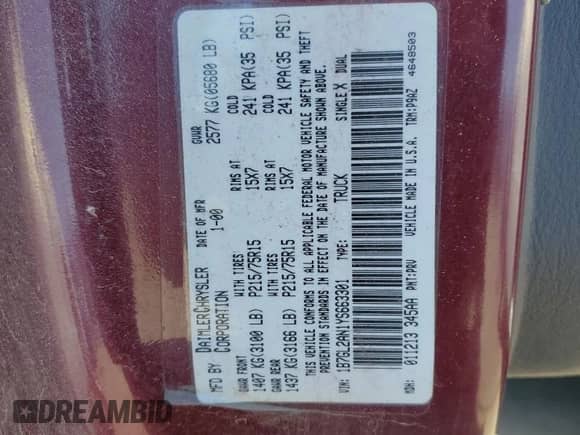 MFD BY DAIMLERCHRYSLER CORPORATION
DATE OF MFR 1-00
GVWR 2577 KG(05680 LB)
GAWR FRONT 1407 KG(3100 LB)
WITH TIRES P215/75R15
RIMS AT 15X7
COLD 241 KPA(35 PSI)
GAWR REAR 1437 KG(3168 LB)
WITH TIRES P215/75R15
RIMS AT 15X7
COLD 241 KPA(35 PSI)
THIS VEHICLE CONFORMS TO ALL APPLICABLE FEDERAL MOTOR VEHICLE SAFETY AND THEFT
PREVENTION STANDARDS IN EFFECT ON THE DATE OF MANUFACTURE SHOWN ABOVE.
VIN: 1B7GL2AN1YS663301 TYPE: TRUCK SINGLE X DUAL
MDH: 011213 345AA PNT:PRV VEHICLE MADE IN U.S.A. TRM:P9AZ 4648503
DREAMBID